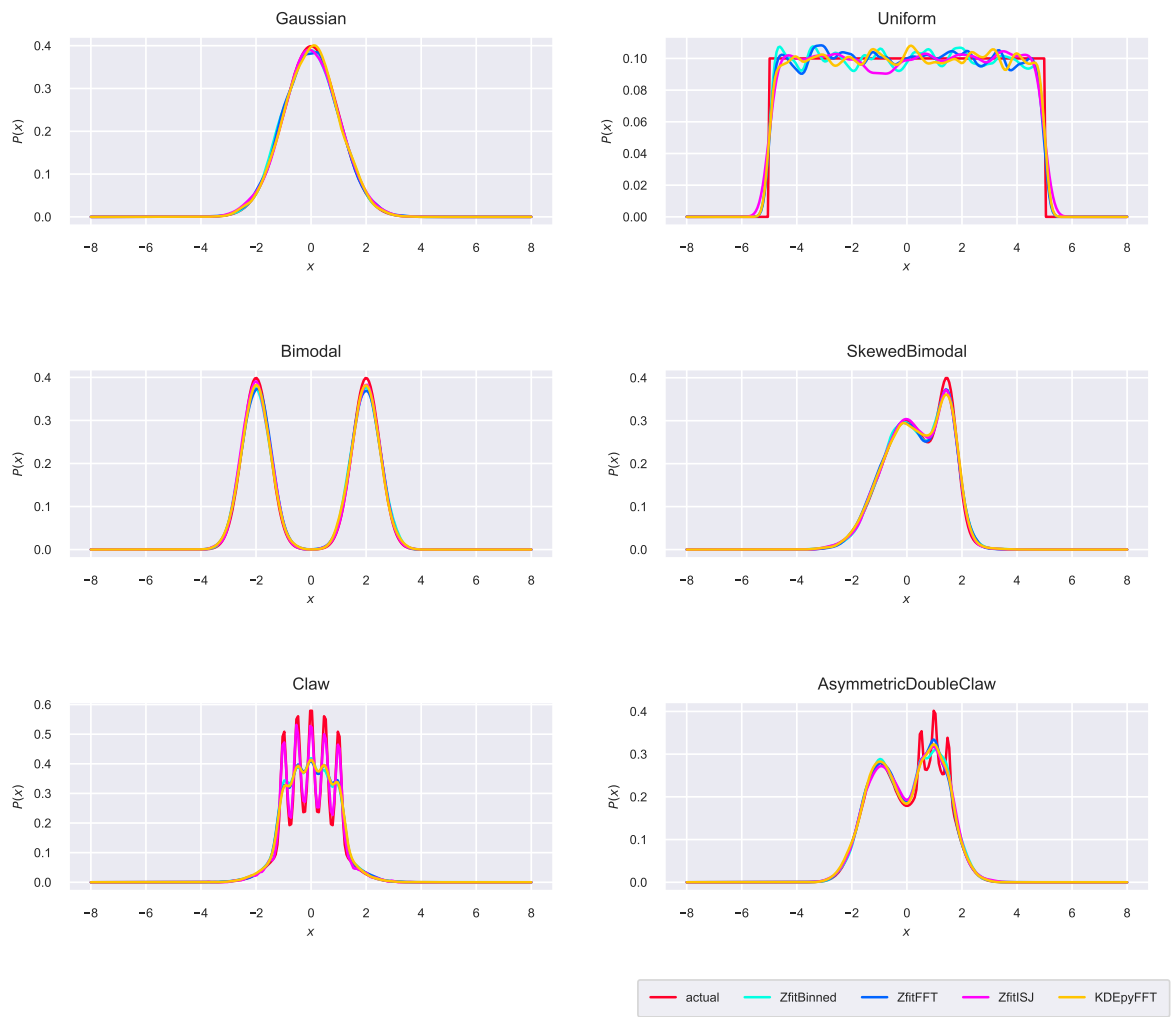 Gaussian
0.4
0.3
0.2
0.1
0.0
P(x)
−8 −6 −4 −2 0 2 4 6 8
x
Uniform
0.10
0.08
0.06
0.04
0.02
0.00
P(x)
−8 −6 −4 −2 0 2 4 6 8
x
Bimodal
0.4
0.3
0.2
0.1
0.0
P(x)
−8 −6 −4 −2 0 2 4 6 8
x
SkewedBimodal
0.4
0.3
0.2
0.1
0.0
P(x)
−8 −6 −4 −2 0 2 4 6 8
x
Claw
0.6
0.5
0.4
0.3
0.2
0.1
0.0
P(x)
−8 −6 −4 −2 0 2 4 6 8
x
AsymmetricDoubleClaw
0.4
0.3
0.2
0.1
0.0
P(x)
−8 −6 −4 −2 0 2 4 6 8
x
actual ZfitBinned ZfitFFT ZfitISJ KDEpyFFT